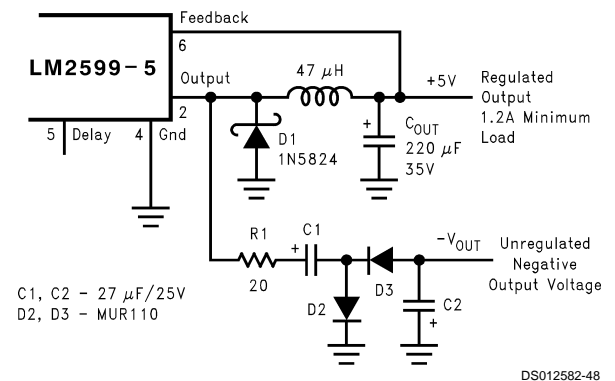 Feedback
6
LM2599-5
Output
2
5 Delay
4 Gnd
47 μH
+5V
Regulated
Output
1.2A Minimum
Load
D1
1N5824
+
COUT
220 μF
35V
R1
20
+
C1
D2
D3
-VOUT
Unregulated
Negative
Output Voltage
C2
+
C1, C2 - 27 μF/25V
D2, D3 - MUR110
DS012582-48